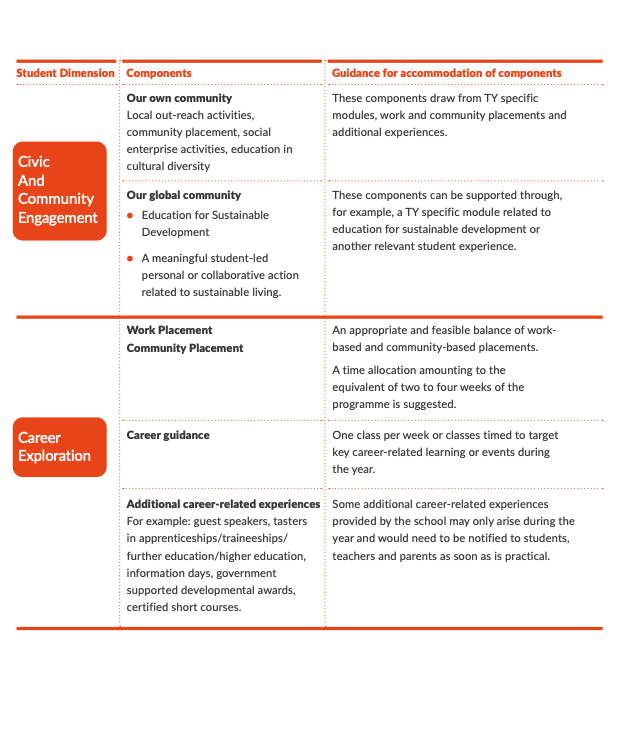 Student Dimension
Components
Guidance for accommodation of components
Civic
And
Community
Engagement
Our own community
Local out-reach activities,
community placement, social
enterprise activities, education in
cultural diversity
These components draw from TY specific
modules, work and community placements and
additional experiences.
Our global community
• Education for Sustainable
Development
• A meaningful student-led
personal or collaborative action
related to sustainable living.
These components can be supported through,
for example, a TY specific module related to
education for sustainable development or
another relevant student experience.
Career
Exploration
Work Placement
Community Placement
An appropriate and feasible balance of work-
based and community-based placements.
A time allocation amounting to the
equivalent of two to four weeks of the
programme is suggested.
Career guidance
One class per week or classes timed to target
key career-related learning or events during
the year.
Additional career-related experiences
For example: guest speakers, tasters
in apprenticeships/traineeships/
further education/higher education,
information days, government
supported developmental awards,
certified short courses.
Some additional career-related experiences
provided by the school may only arise during the
year and would need to be notified to students,
teachers and parents as soon as is practical.